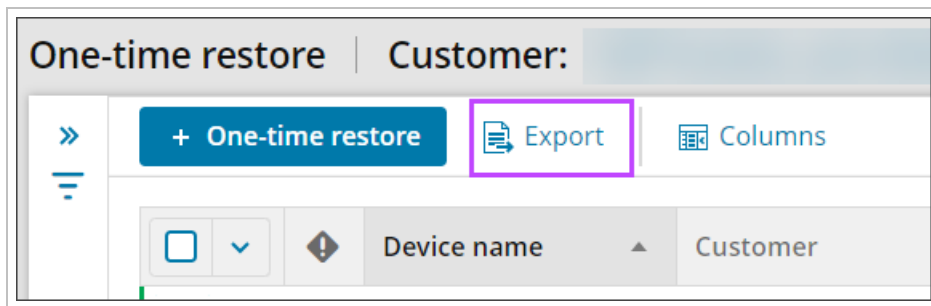 One-time restore Customer:
+ One-time restore Export Columns
Device name Customer